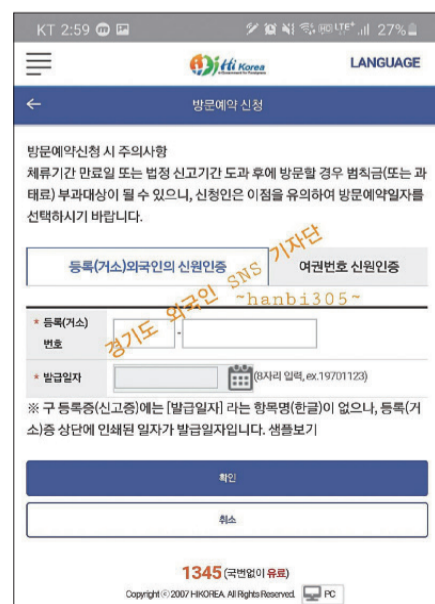 KT 2:59 27%
Hi Korea LANGUAGE
방문예약 신청
방문예약신청 시 주의사항
체류기간 만료일 또는 법정 신고기간 도과 후에 방문할 경우 범칙금(또는 과
태료) 부과대상이 될 수 있으니, 신청인은 이점을 유의하여 방문예약일자를
선택하시기 바랍니다.
등록(거소)외국인의 신원인증 여권번호 신원인증
경기도 외국인 SNS 기자단
~hanbi305~
* 등록(거소)
번호 -
* 발급일자 (8자리 입력, ex.19701123)
※ 구 등록증(신고증)에는 [발급일자] 라는 항목명(한글)이 없으나, 등록(거
소)증 상단에 인쇄된 일자가 발급일자입니다. 샘플보기
확인
취소
1345 (국번없이 유료)
Copyright ⓒ 2007 HIKOREA. All Rights Reserved. PC